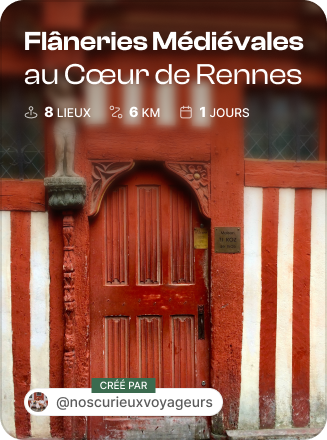 Flâneries Médiévales
au Cœur de Rennes
8 LIEUX 6 KM 1 JOURS
CRÉÉ PAR
@noscurieuxvoyageurs